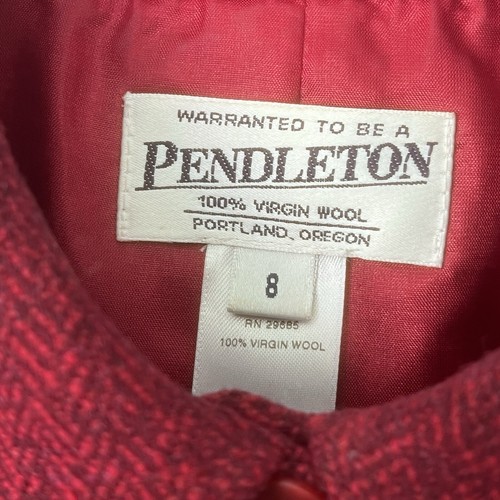 WARRANTED TO BE A
PENDLETON
100% VIRGIN WOOL
PORTLAND, OREGON
8
RN 29685
100% VIRGIN WOOL